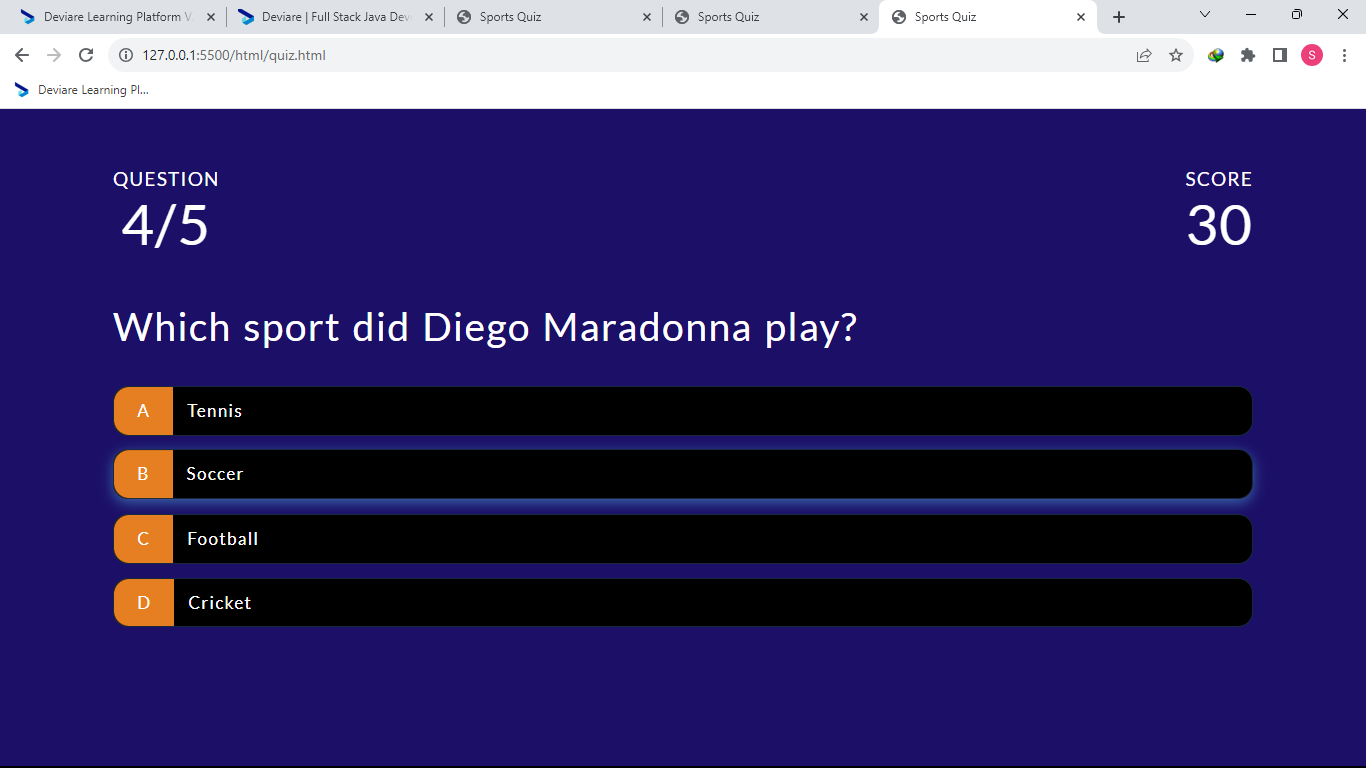 Deviare Learning Platform V
Deviare | Full Stack Java Dev
Sports Quiz
Sports Quiz
Sports Quiz
127.0.0.1:5500/html/quiz.html
S
Deviare Learning Pl...
QUESTION
SCORE
4/5
30
Which sport did Diego Maradonna play?
A Tennis
B Soccer
C Football
D Cricket